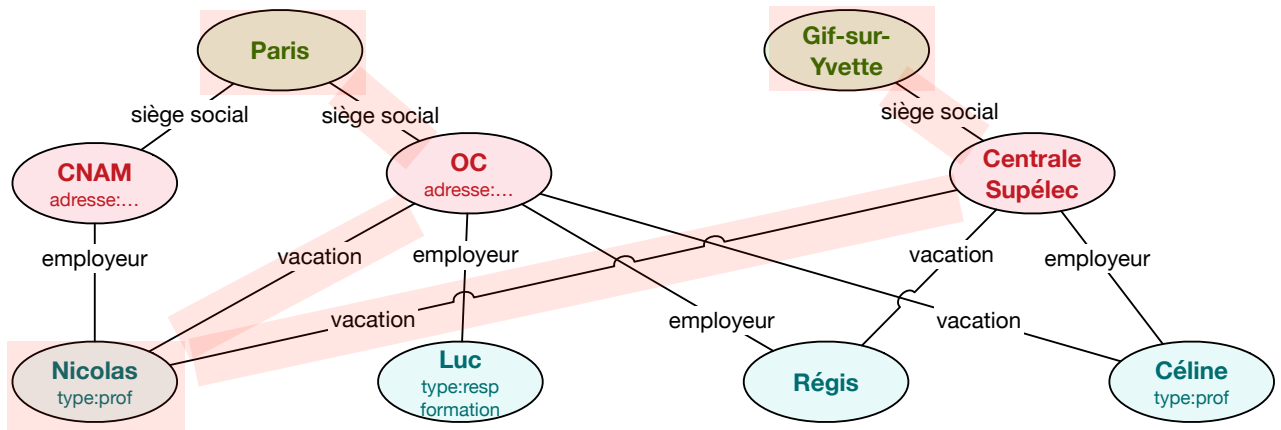 Paris
Gif-sur-
Yvette
siège social
siège social
siège social
CNAM
adresse:...
OC
adresse:...
Centrale
Supélec
employeur
vacation
employeur
vacation
employeur
vacation
employeur
vacation
Nicolas
type:prof
Luc
type:resp
formation
Régis
Céline
type:prof